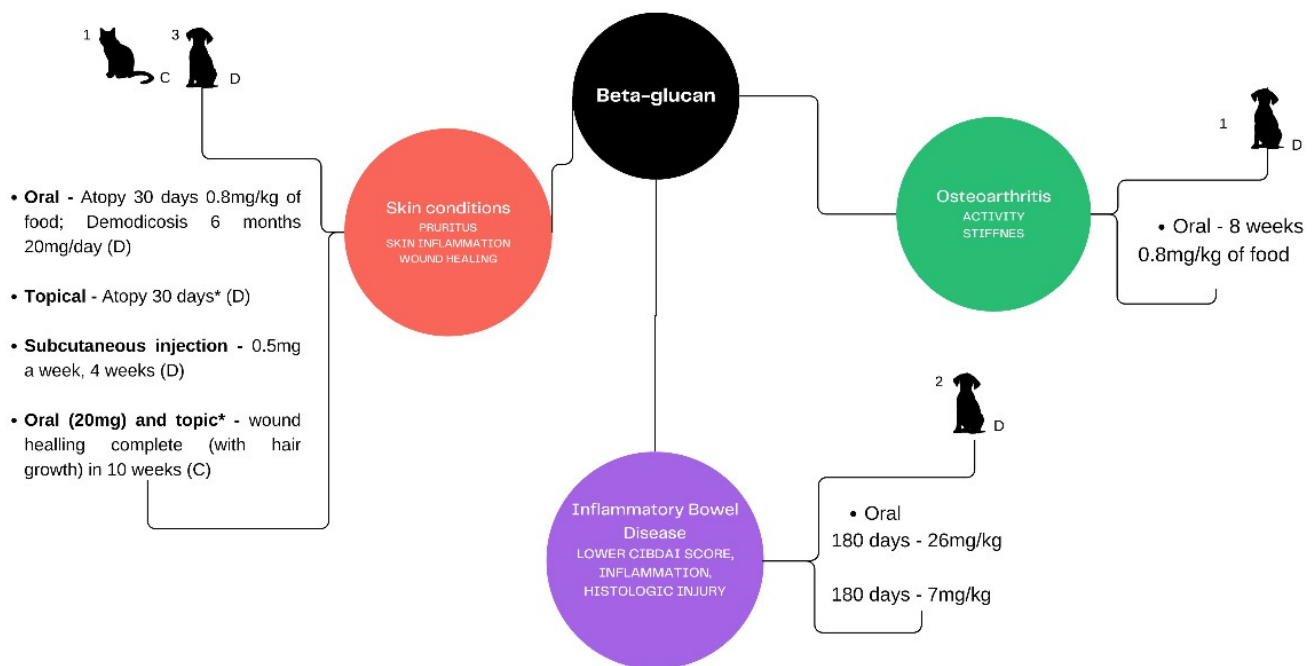 Beta-glucan
1
C
3
D
Skin conditions
PRURITUS
SKIN INFLAMMATION
WOUND HEALING
• Oral - Atopy 30 days 0.8mg/kg of
food; Demodicosis 6 months
20mg/day (D)
• Topical - Atopy 30 days* (D)
• Subcutaneous injection - 0.5mg
a week, 4 weeks (D)
• Oral (20mg) and topic* - wound
healling complete (with hair
growth) in 10 weeks (C)
Osteoarthritis
ACTIVITY
STIFFNES
1
D
• Oral - 8 weeks
0.8mg/kg of food
Inflammatory Bowel
Disease
LOWER CIBDAI SCORE,
INFLAMMATION,
HISTOLOGIC INJURY
2
D
• Oral
180 days - 26mg/kg
180 days - 7mg/kg